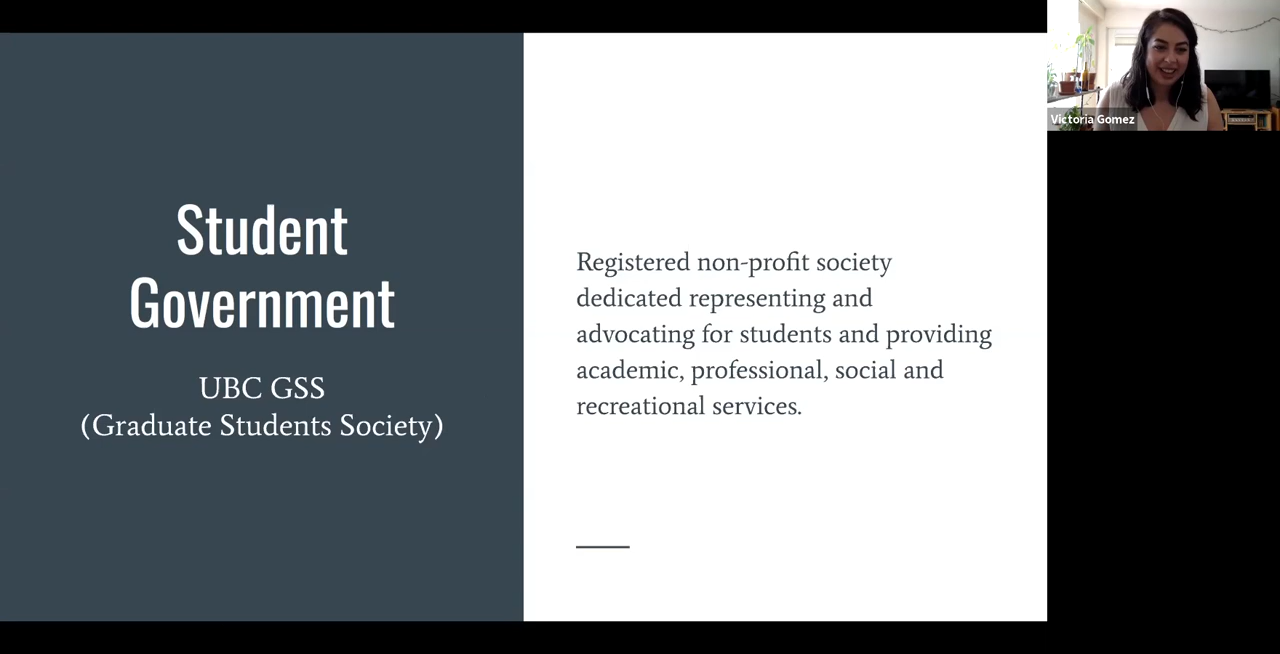 Student
Government
UBC GSS
(Graduate Students Society)
Registered non-profit society
dedicated representing and
advocating for students and providing
academic, professional, social and
recreational services.
Victoria Gomez